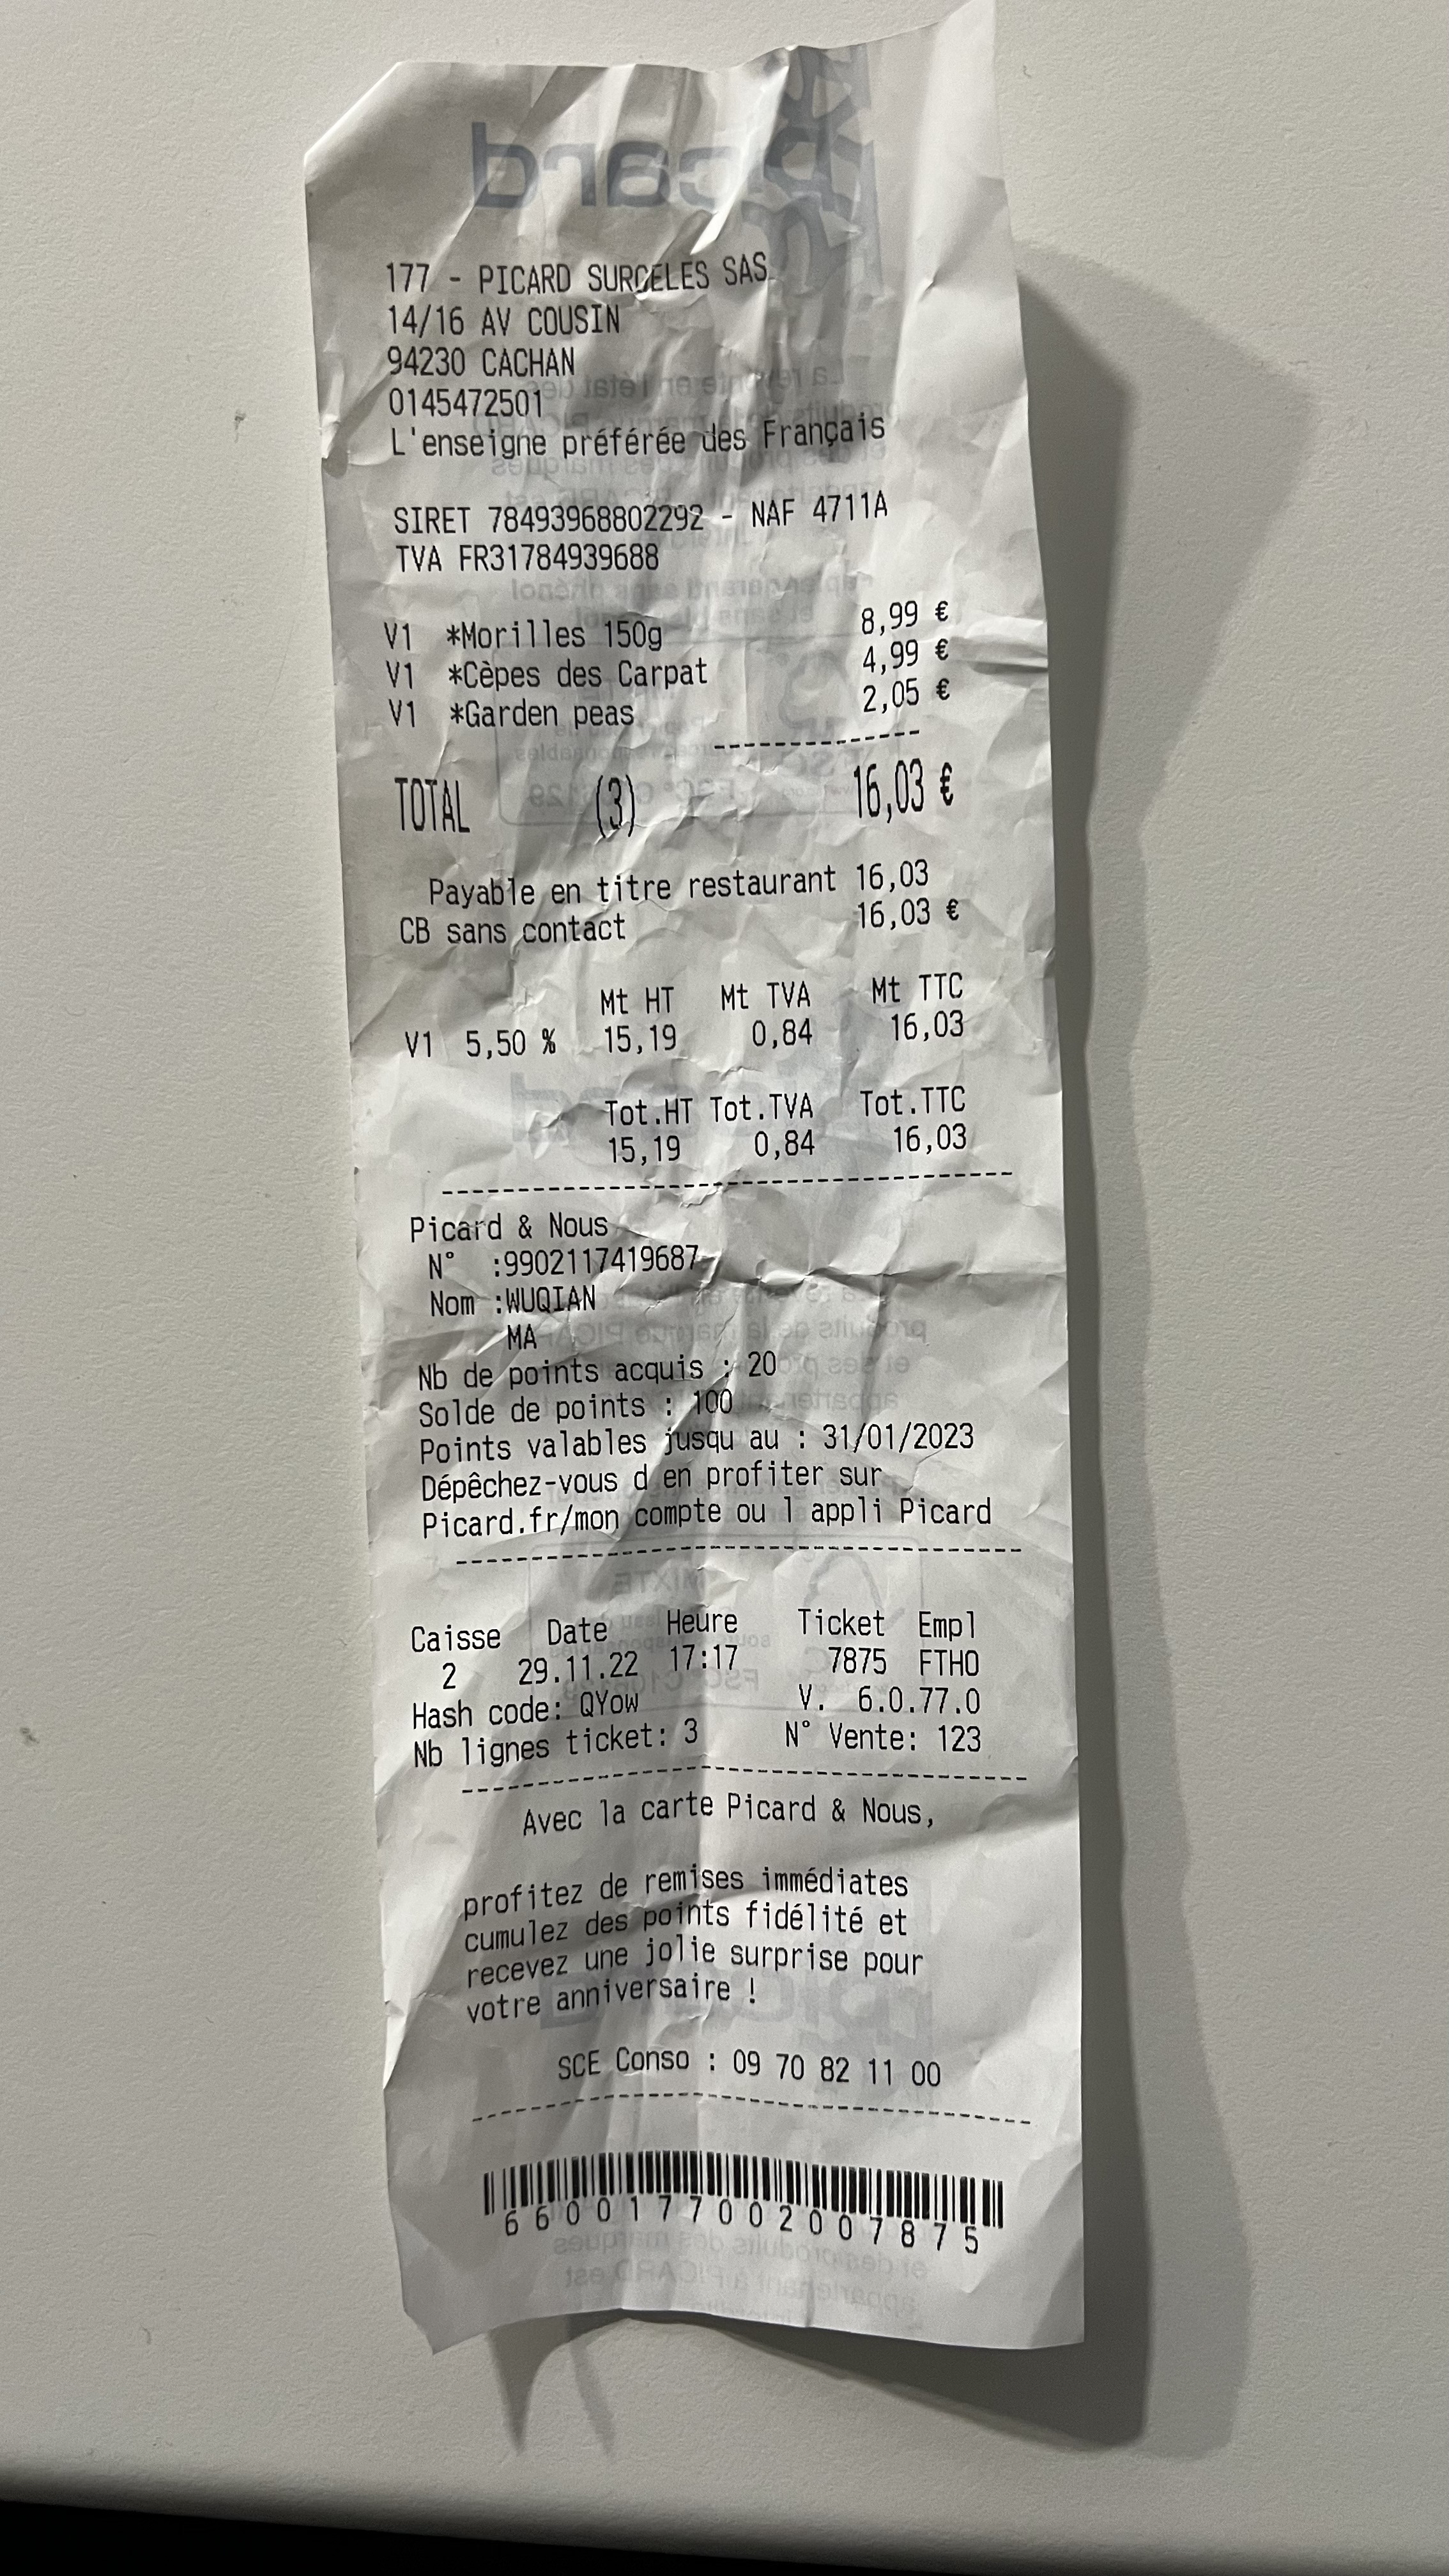 177 - PICARD SURGELES SAS
14/16 AV COUSIN
94230 CACHAN
0145472501
L'enseigne préférée des Français
SIRET 78493968802292 - NAF 4711A
TVA FR31784939688
V1 *Morilles 150g 8,99 €
V1 *Cèpes des Carpat 4,99 €
V1 *Garden peas 2,05 €
TOTAL (3) 16,03 €
Payable en titre restaurant 16,03
CB sans contact 16,03 €
Mt HT Mt TVA Mt TTC
V1 5,50 % 15,19 0,84 16,03
Tot.HT Tot.TVA Tot.TTC
15,19 0,84 16,03
Picard & Nous
N° :9902117419687
Nom :WUQIAN
MA
Nb de points acquis : 20
Solde de points : 100
Points valables jusqu au : 31/01/2023
Dépêchez-vous d en profiter sur
Picard.fr/mon compte ou l appli Picard
Caisse Date Heure Ticket Empl
2 29.11.22 17:17 7875 FTHO
Hash code: QYow V. 6.0.77.0
Nb lignes ticket: 3 N° Vente: 123
Avec la carte Picard & Nous,
profitez de remises immédiates
cumulez des points fidélité et
recevez une jolie surprise pour
votre anniversaire !
SCE Conso : 09 70 82 11 00
6600177002007875